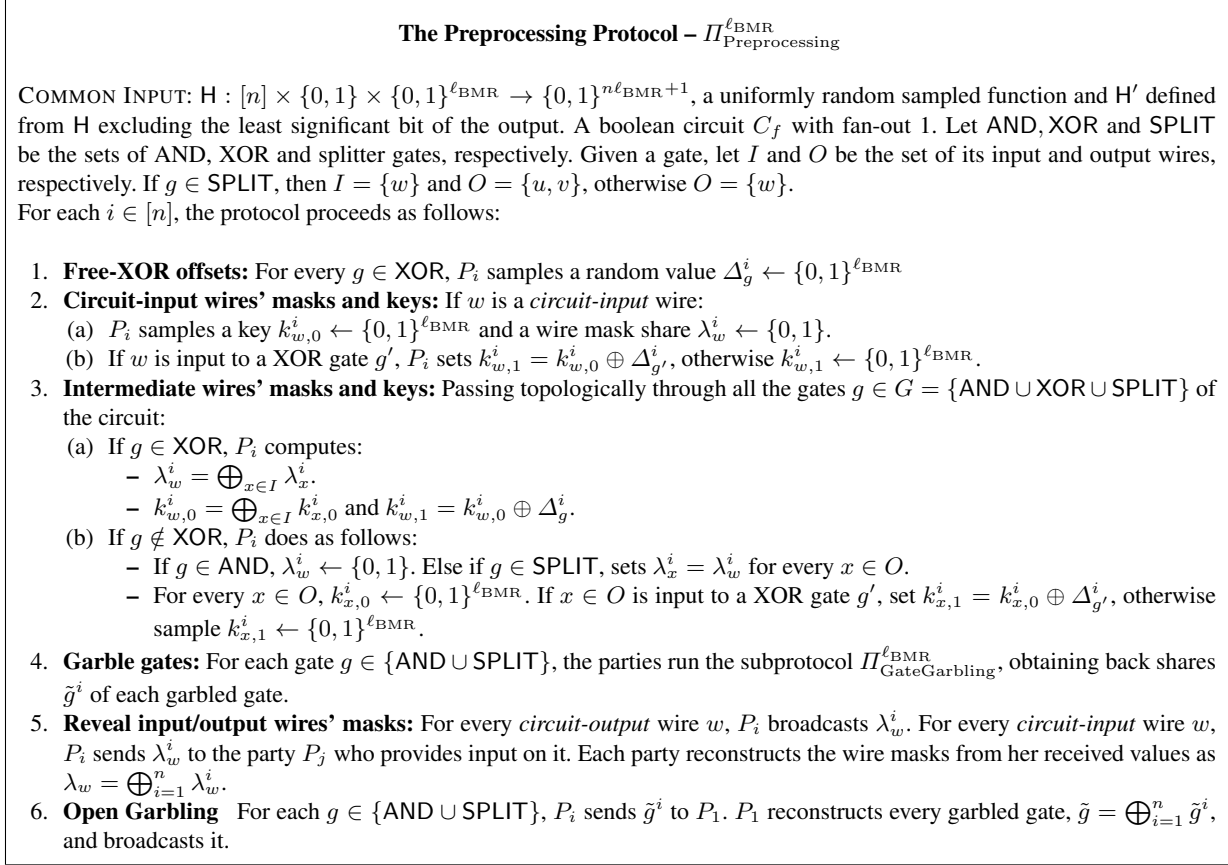 The Preprocessing Protocol – Π^{ℓ_BMR}_{Preprocessing}
COMMON INPUT: H : [n] × {0, 1} × {0, 1}^{ℓ_BMR} → {0, 1}^{nℓ_BMR+1}, a uniformly random sampled function and H′ defined
from H excluding the least significant bit of the output. A boolean circuit C_f with fan-out 1. Let AND, XOR and SPLIT
be the sets of AND, XOR and splitter gates, respectively. Given a gate, let I and O be the set of its input and output wires,
respectively. If g ∈ SPLIT, then I = {w} and O = {u, v}, otherwise O = {w}.
For each i ∈ [n], the protocol proceeds as follows:
1. Free-XOR offsets: For every g ∈ XOR, P_i samples a random value Δ^i_g ← {0, 1}^{ℓ_BMR}
2. Circuit-input wires' masks and keys: If w is a circuit-input wire:
(a) P_i samples a key k^i_{w,0} ← {0, 1}^{ℓ_BMR} and a wire mask share λ^i_w ← {0, 1}.
(b) If w is input to a XOR gate g′, P_i sets k^i_{w,1} = k^i_{w,0} ⊕ Δ^i_{g′}, otherwise k^i_{w,1} ← {0, 1}^{ℓ_BMR}.
3. Intermediate wires' masks and keys: Passing topologically through all the gates g ∈ G = {AND ∪ XOR ∪ SPLIT} of
the circuit:
(a) If g ∈ XOR, P_i computes:
– λ^i_w = ⊕_{x∈I} λ^i_x.
– k^i_{w,0} = ⊕_{x∈I} k^i_{x,0} and k^i_{w,1} = k^i_{w,0} ⊕ Δ^i_g.
(b) If g ∉ XOR, P_i does as follows:
– If g ∈ AND, λ^i_w ← {0, 1}. Else if g ∈ SPLIT, sets λ^i_x = λ^i_w for every x ∈ O.
– For every x ∈ O, k^i_{x,0} ← {0, 1}^{ℓ_BMR}. If x ∈ O is input to a XOR gate g′, set k^i_{x,1} = k^i_{x,0} ⊕ Δ^i_{g′}, otherwise
sample k^i_{x,1} ← {0, 1}^{ℓ_BMR}.
4. Garble gates: For each gate g ∈ {AND ∪ SPLIT}, the parties run the subprotocol Π^{ℓ_BMR}_{GateGarbling}, obtaining back shares
g̃^i of each garbled gate.
5. Reveal input/output wires' masks: For every circuit-output wire w, P_i broadcasts λ^i_w. For every circuit-input wire w,
P_i sends λ^i_w to the party P_j who provides input on it. Each party reconstructs the wire masks from her received values as
λ_w = ⊕^n_{i=1} λ^i_w.
6. Open Garbling For each g ∈ {AND ∪ SPLIT}, P_i sends g̃^i to P_1. P_1 reconstructs every garbled gate, g̃ = ⊕^n_{i=1} g̃^i,
and broadcasts it.